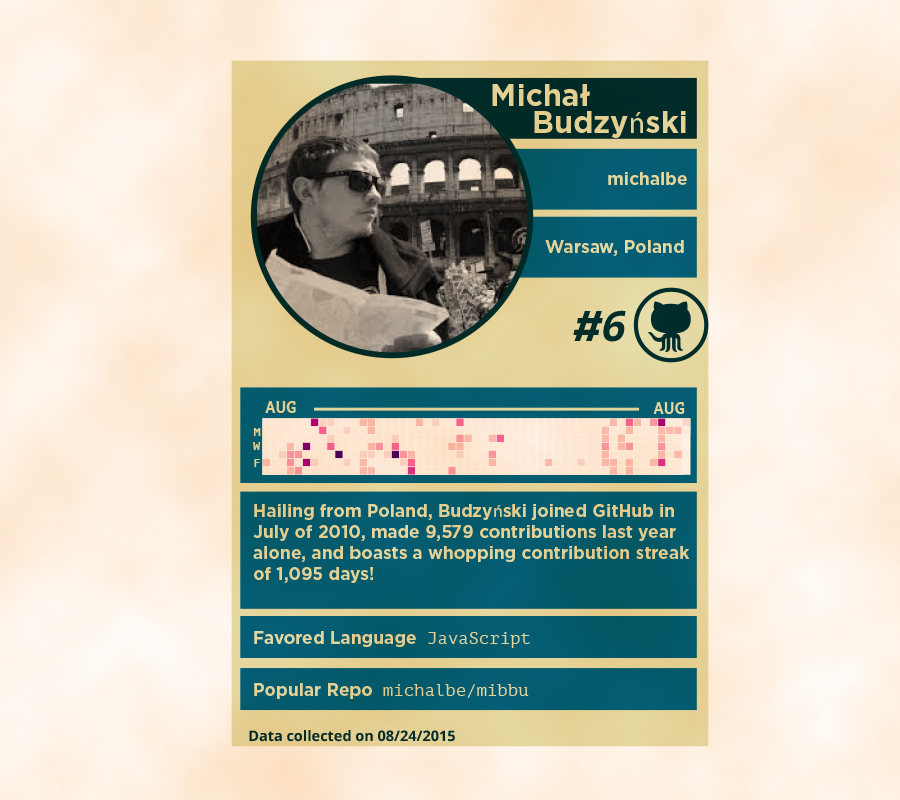 Michał
Budzyński
michalbe
Warsaw, Poland
#6
AUG AUG
M
W
F
Hailing from Poland, Budzyński joined GitHub in
July of 2010, made 9,579 contributions last year
alone, and boasts a whopping contribution streak
of 1,095 days!
Favored Language JavaScript
Popular Repo michalbe/mibbu
Data collected on 08/24/2015